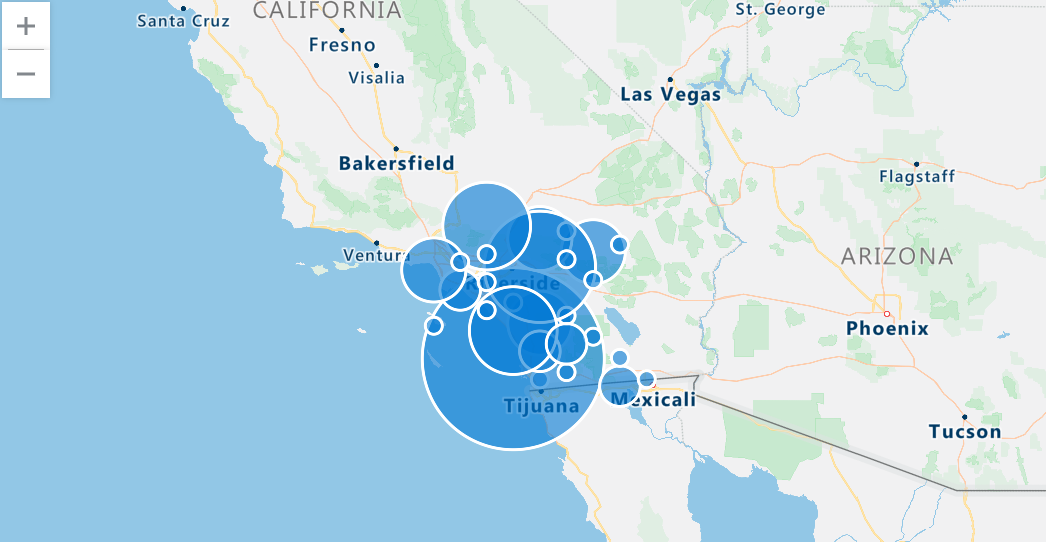 +
−
Santa Cruz
CALIFORNIA
St. George
Fresno
Visalia
Las Vegas
Bakersfield
Flagstaff
Ventura
ARIZONA
Riverside
Phoenix
Tijuana
Mexicali
Tucson